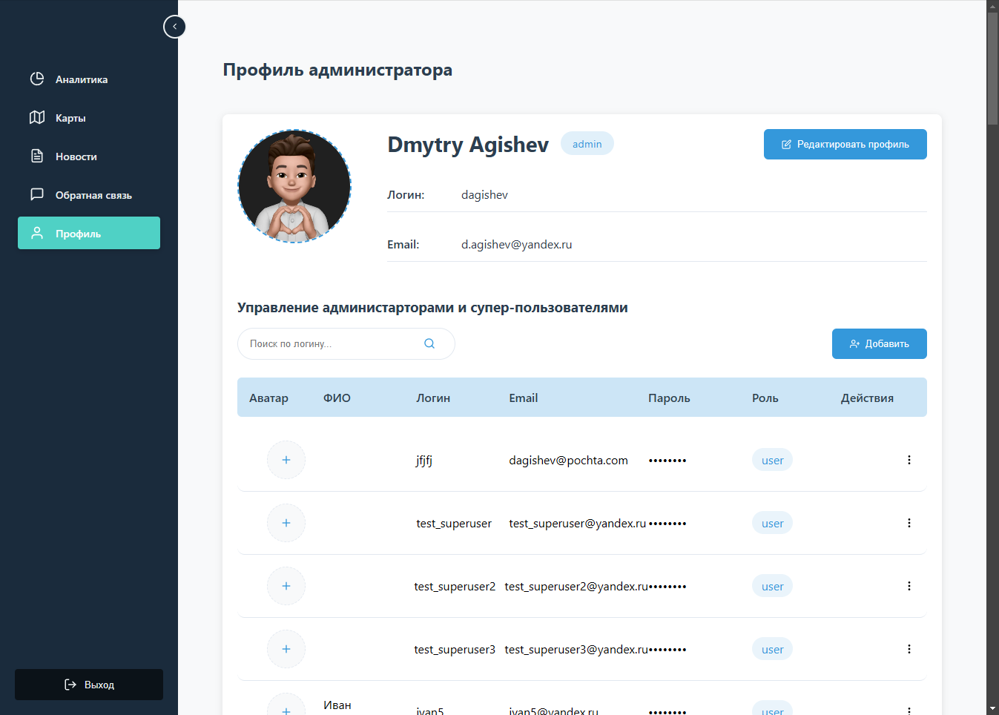 Аналитика
Карты
Новости
Обратная связь
Профиль
Выход
Профиль администратора
Dmytry Agishev admin
Редактировать профиль
Логин: dagishev
Email: d.agishev@yandex.ru
Управление администарторами и супер-пользователями
Поиск по логину...
Добавить
Аватар ФИО Логин Email Пароль Роль Действия
+ jfjfj dagishev@pochta.com •••••••• user
+ test_superuser test_superuser@yandex.ru •••••••• user
+ test_superuser2 test_superuser2@yandex.ru •••••••• user
+ test_superuser3 test_superuser3@yandex.ru •••••••• user
Иван
+ ivan5 ivan5@yandex.ru •••••••• user